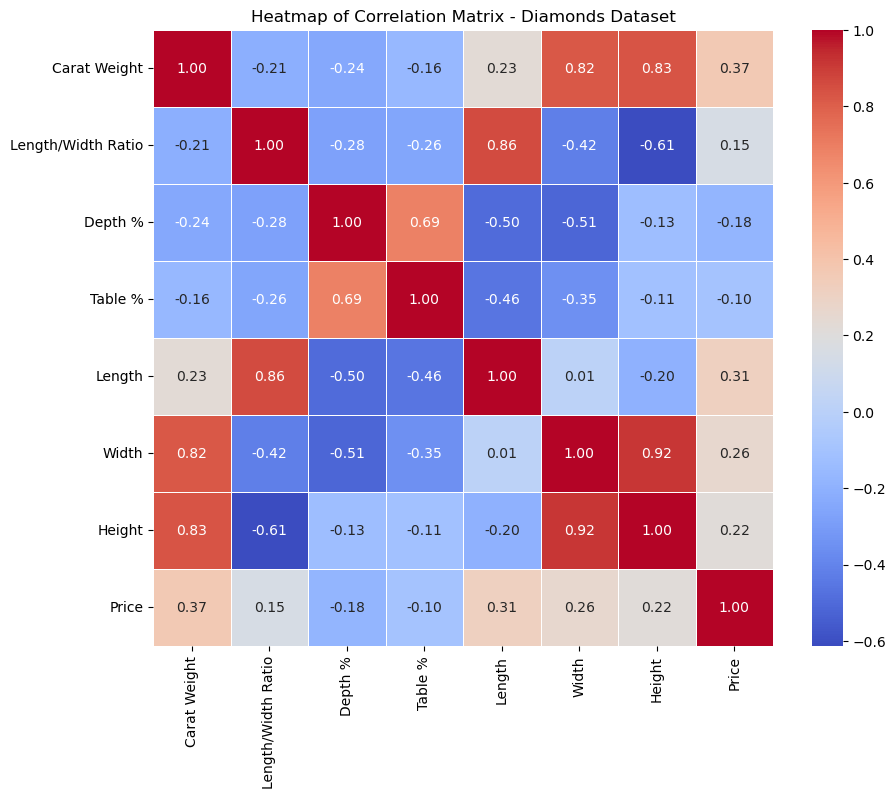 Heatmap of Correlation Matrix - Diamonds Dataset
Carat Weight 1.00 -0.21 -0.24 -0.16 0.23 0.82 0.83 0.37
Length/Width Ratio -0.21 1.00 -0.28 -0.26 0.86 -0.42 -0.61 0.15
Depth % -0.24 -0.28 1.00 0.69 -0.50 -0.51 -0.13 -0.18
Table % -0.16 -0.26 0.69 1.00 -0.46 -0.35 -0.11 -0.10
Length 0.23 0.86 -0.50 -0.46 1.00 0.01 -0.20 0.31
Width 0.82 -0.42 -0.51 -0.35 0.01 1.00 0.92 0.26
Height 0.83 -0.61 -0.13 -0.11 -0.20 0.92 1.00 0.22
Price 0.37 0.15 -0.18 -0.10 0.31 0.26 0.22 1.00
Carat Weight
Length/Width Ratio
Depth %
Table %
Length
Width
Height
Price
1.0
0.8
0.6
0.4
0.2
0.0
−0.2
−0.4
−0.6